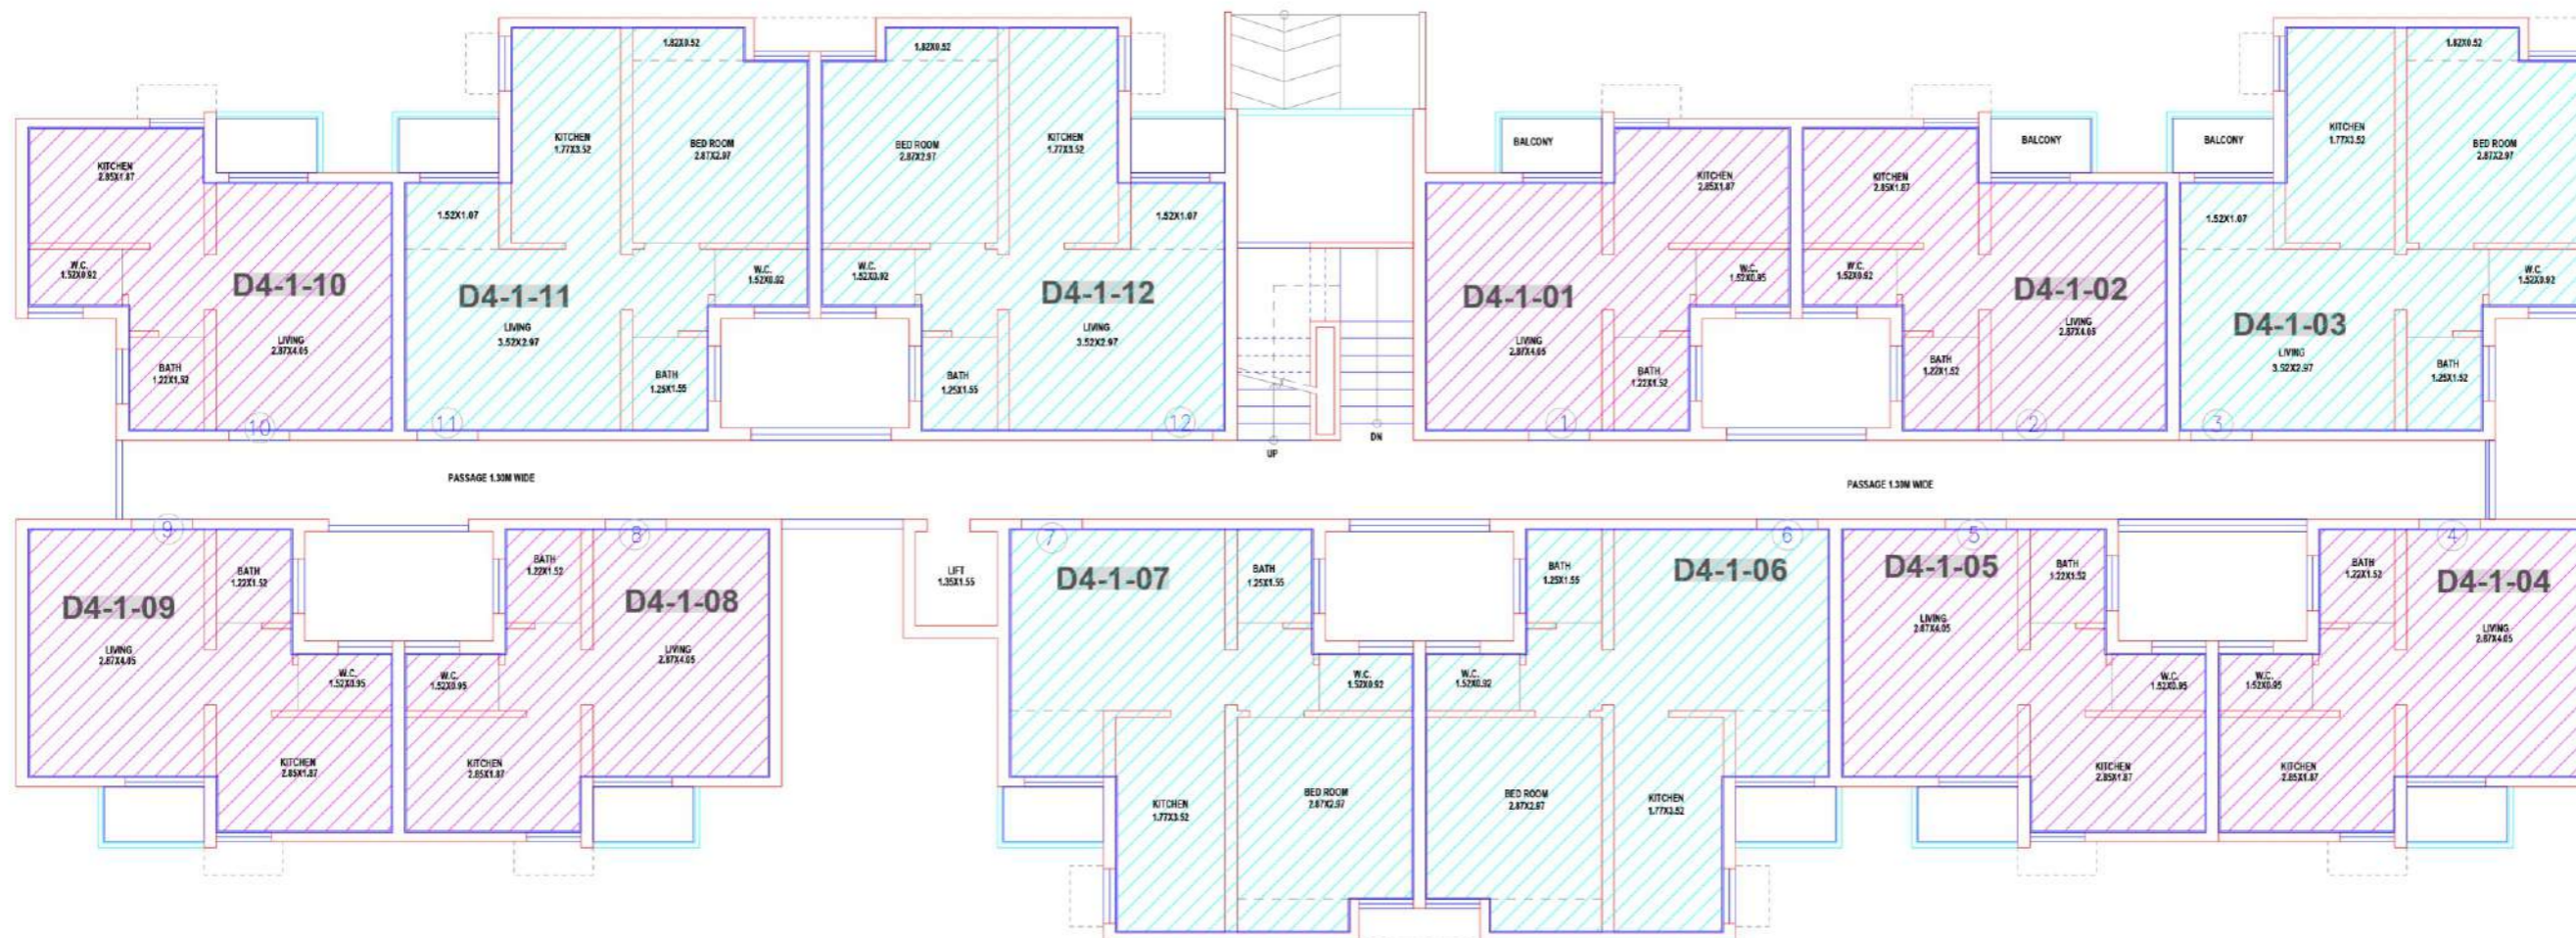 KITCHEN
2.85X1.87
W.C.
1.52X0.92
D4-1-10
LIVING
2.87X4.05
BATH
1.22X1.52
10
1.82X0.52
KITCHEN
1.77X3.52
BED ROOM
2.87X2.97
1.52X1.07
W.C.
1.52X0.92
D4-1-11
LIVING
3.52X2.97
BATH
1.25X1.55
11
1.82X0.52
BED ROOM
2.87X2.97
KITCHEN
1.77X3.52
1.52X1.07
W.C.
1.52X0.92
D4-1-12
LIVING
3.52X2.97
BATH
1.25X1.55
12
UP
DN
BALCONY
KITCHEN
2.85X1.87
W.C.
1.52X0.95
D4-1-01
LIVING
2.87X4.05
BATH
1.22X1.52
1
BALCONY
KITCHEN
2.85X1.87
W.C.
1.52X0.92
D4-1-02
LIVING
2.87X4.05
BATH
1.22X1.52
2
BALCONY
1.82X0.52
KITCHEN
1.77X3.52
BED ROOM
2.87X2.97
1.52X1.07
W.C.
1.52X0.92
D4-1-03
LIVING
3.52X2.97
BATH
1.25X1.52
3
PASSAGE 1.30M WIDE
PASSAGE 1.30M WIDE
9
BATH
1.22X1.52
D4-1-09
LIVING
2.87X4.05
W.C.
1.52X0.95
KITCHEN
2.85X1.87
8
BATH
1.22X1.52
D4-1-08
LIVING
2.87X4.05
W.C.
1.52X0.95
KITCHEN
2.85X1.87
LIFT
1.35X1.55
7
D4-1-07
BATH
1.25X1.55
W.C.
1.52X0.92
KITCHEN
1.77X3.52
BED ROOM
2.87X2.97
6
BATH
1.25X1.55
D4-1-06
W.C.
1.52X0.92
BED ROOM
2.87X2.97
KITCHEN
1.77X3.52
5
D4-1-05
BATH
1.22X1.52
LIVING
2.87X4.05
W.C.
1.52X0.95
KITCHEN
2.85X1.87
4
BATH
1.22X1.52
D4-1-04
LIVING
2.87X4.05
W.C.
1.52X0.95
KITCHEN
2.85X1.87